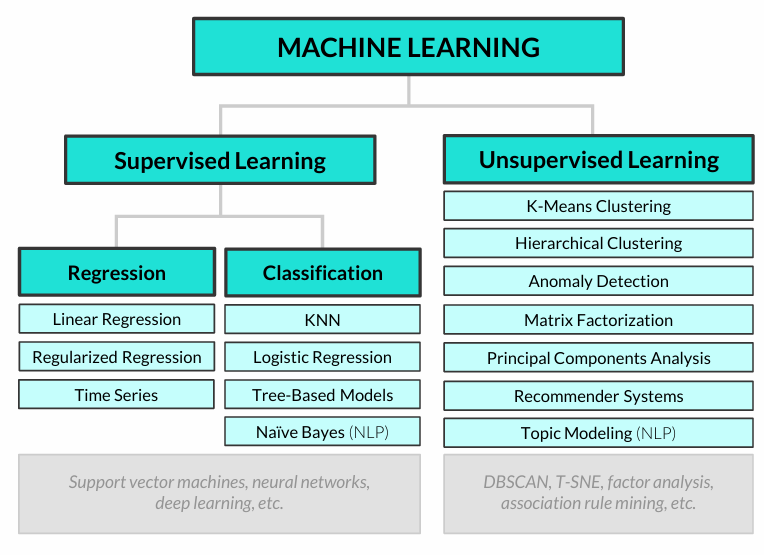 MACHINE LEARNING
Supervised Learning
Unsupervised Learning
Regression
Linear Regression
Regularized Regression
Time Series
Classification
KNN
Logistic Regression
Tree-Based Models
Naïve Bayes (NLP)
Support vector machines, neural networks,
deep learning, etc.
K-Means Clustering
Hierarchical Clustering
Anomaly Detection
Matrix Factorization
Principal Components Analysis
Recommender Systems
Topic Modeling (NLP)
DBSCAN, T-SNE, factor analysis,
association rule mining, etc.